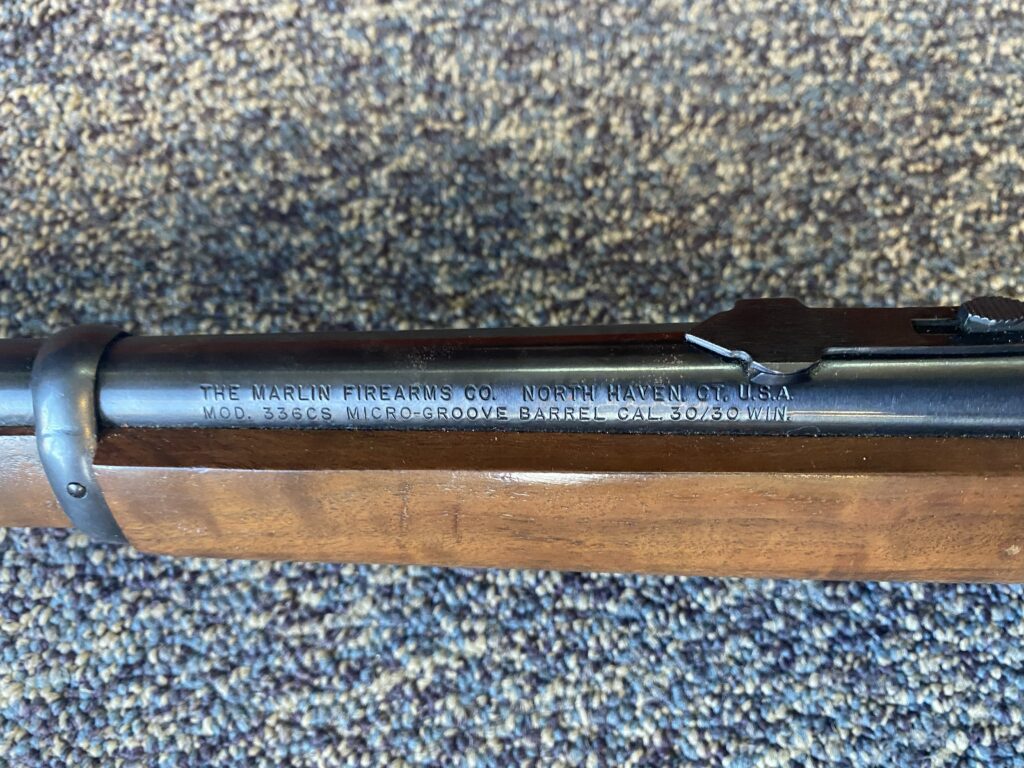 THE MARLIN FIREARMS CO. NORTH HAVEN, CT. U.S.A.
MOD. 336CS MICRO-GROOVE BARREL CAL. 30/30 WIN.